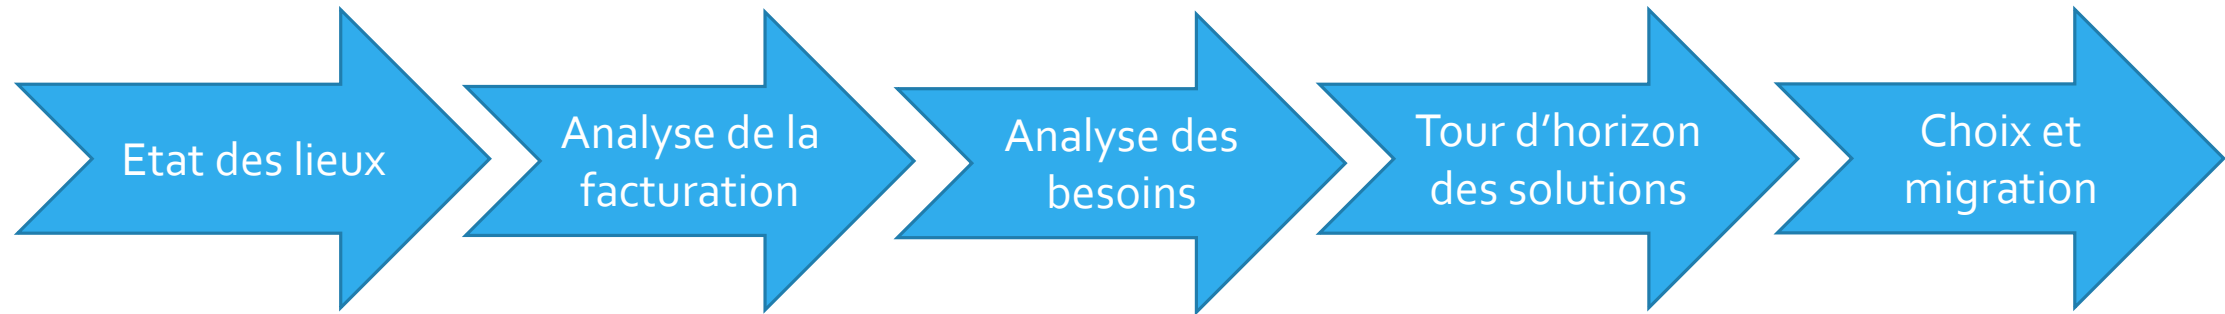 Etat des lieux
Analyse de la
facturation
Analyse des
besoins
Tour d’horizon
des solutions
Choix et
migration